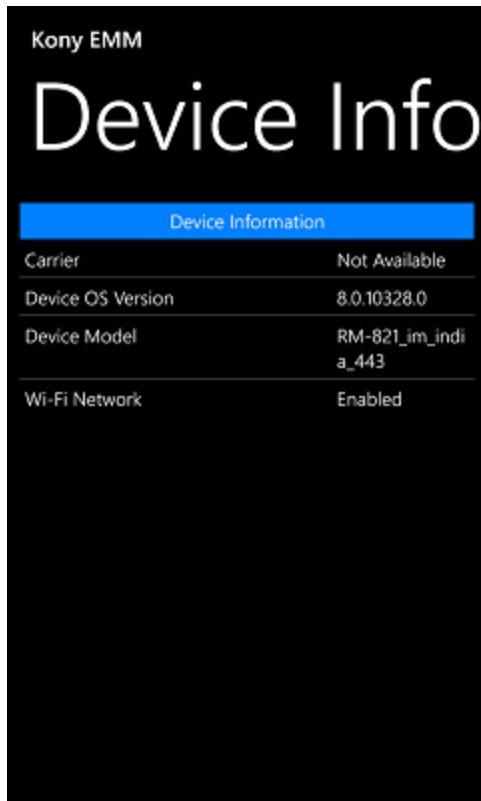 Kony EMM
Device Info
Device Information
Carrier Not Available
Device OS Version 8.0.10328.0
Device Model RM-821_im_indi
a_443
Wi-Fi Network Enabled